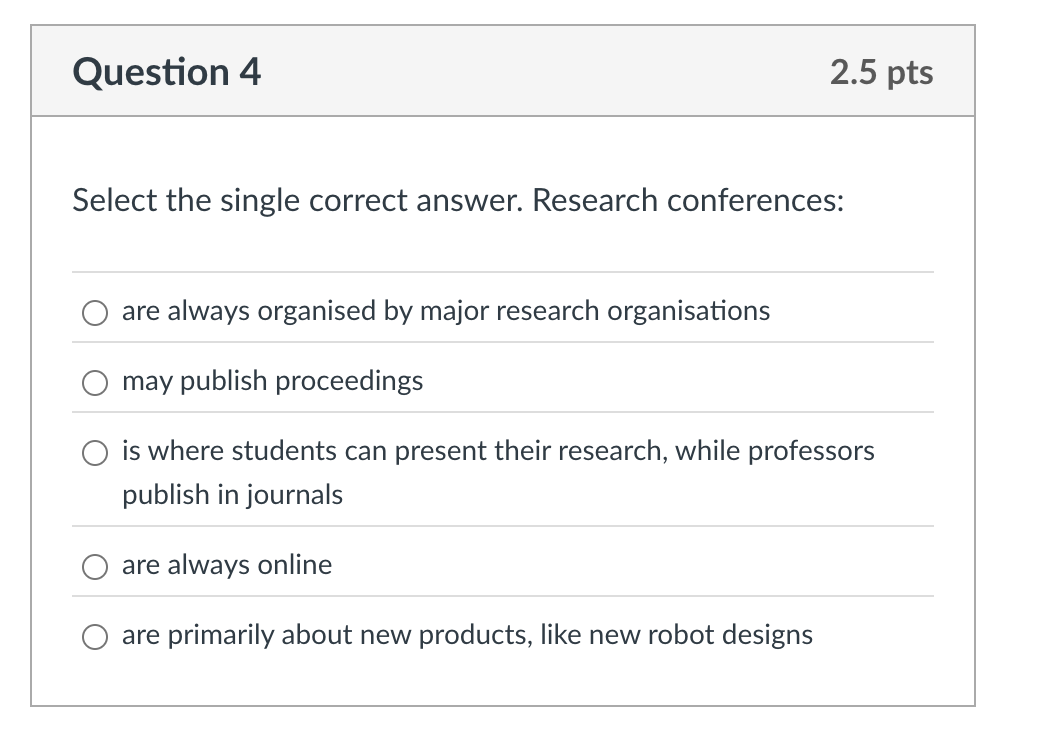 Question 4
2.5 pts
Select the single correct answer. Research conferences:
are always organised by major research organisations
may publish proceedings
is where students can present their research, while professors
publish in journals
are always online
are primarily about new products, like new robot designs